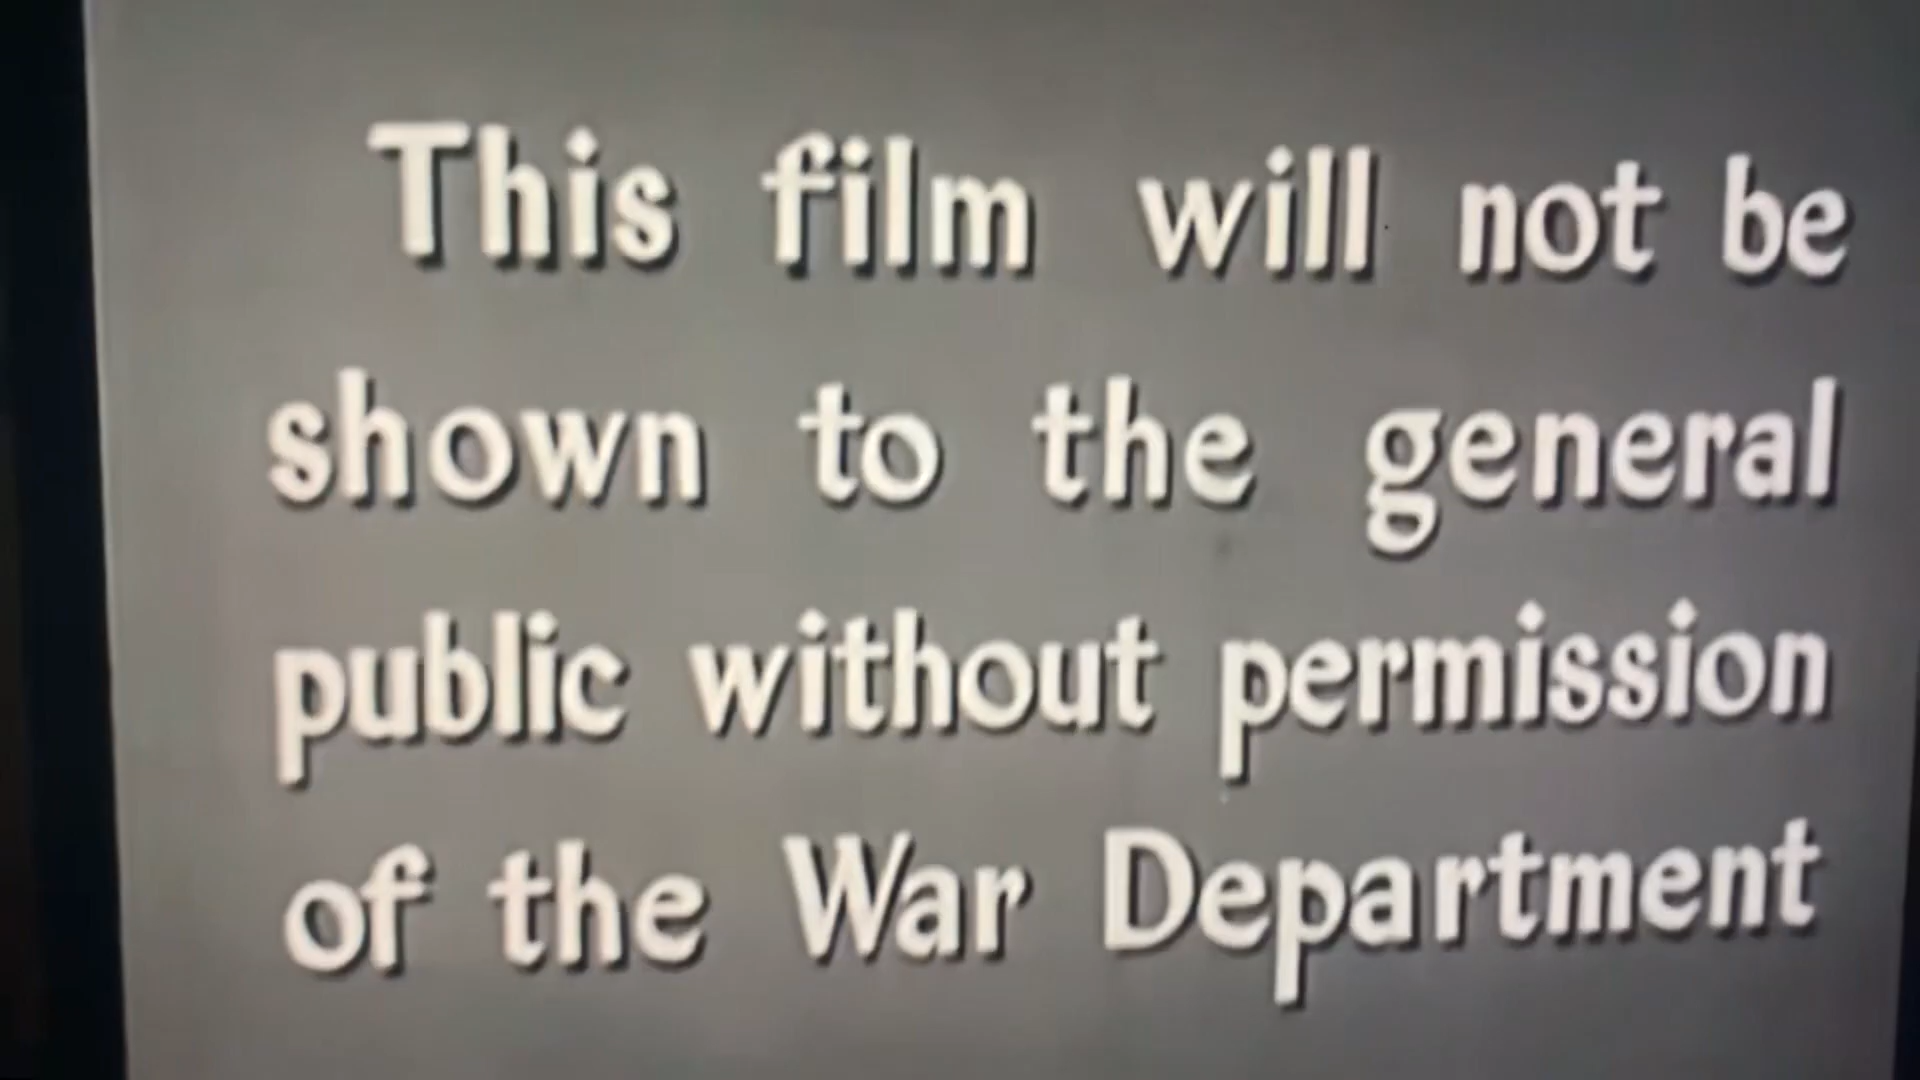 This film will not be
shown to the general
public without permission
of the War Department